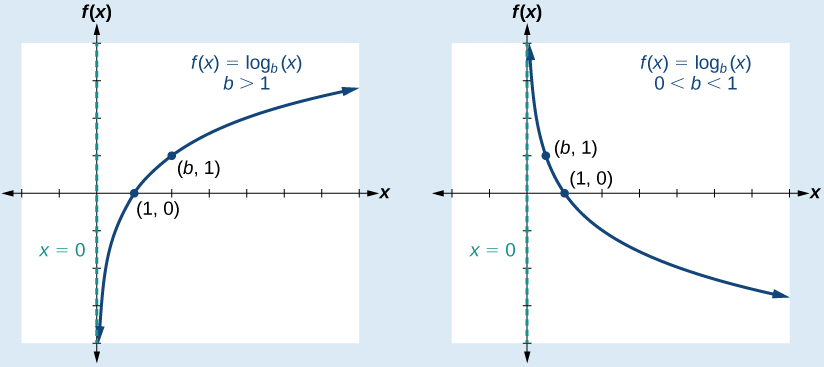 f(x)
f(x) = log_b(x)
b > 1
(b, 1)
x
(1, 0)
x = 0
f(x)
f(x) = log_b(x)
0 < b < 1
(b, 1)
(1, 0)
x
x = 0